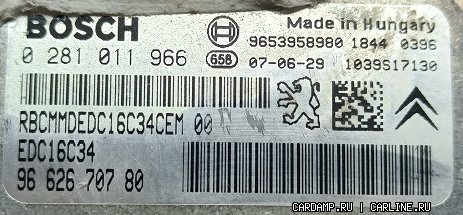 BOSCH
Made in Hungary
9653958980 1844 0396
0 281 011 966
658 07-06-29 1039S17130
RBCMMDEDC16C34CEM 00
EDC16C34
96 626 707 80
CARDAMP.RU | CARLINE.RU